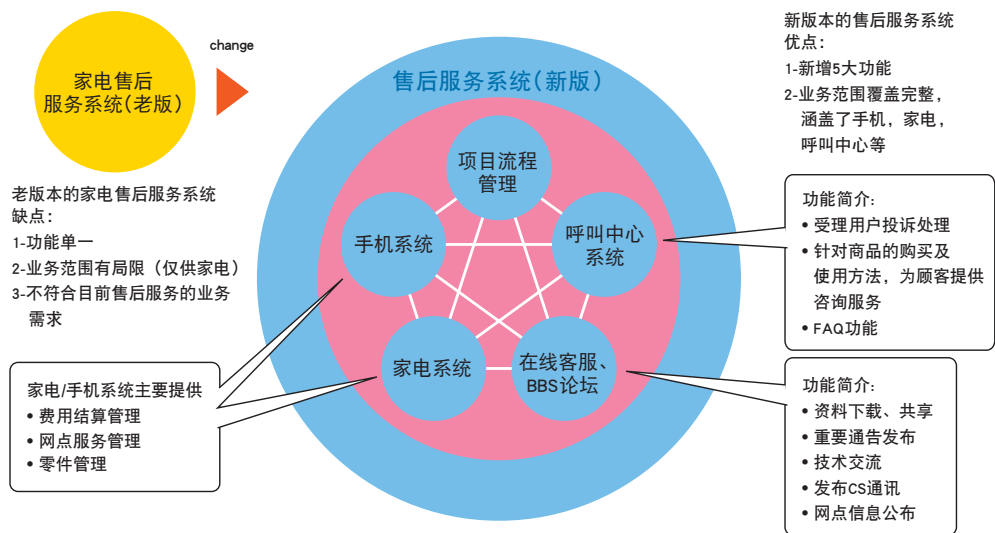 家电售后
服务系统(老版)
change
老版本的家电售后服务系统
缺点：
1-功能单一
2-业务范围有局限（仅供家电）
3-不符合目前售后服务的业务
需求
售后服务系统(新版)
项目流程
管理
手机系统
呼叫中心
系统
家电系统
在线客服、
BBS论坛
新版本的售后服务系统
优点：
1-新增5大功能
2-业务范围覆盖完整，
涵盖了手机，家电，
呼叫中心等
功能简介:
• 受理用户投诉处理
• 针对商品的购买及
使用方法，为顾客提供
咨询服务
• FAQ功能
家电/手机系统主要提供
• 费用结算管理
• 网点服务管理
• 零件管理
功能简介:
• 资料下载、共享
• 重要通告发布
• 技术交流
• 发布CS通讯
• 网点信息公布